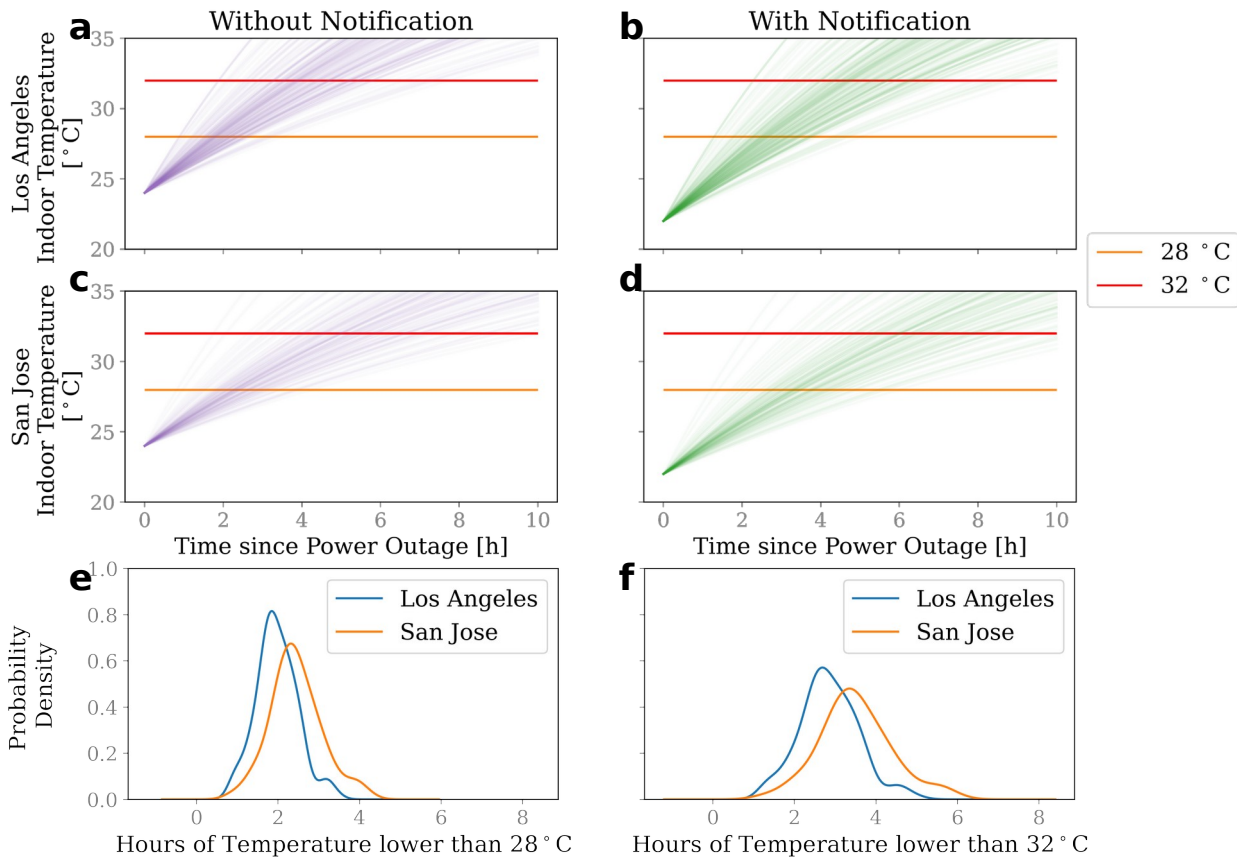 a
Without Notification
b
With Notification
Los Angeles
Indoor Temperature
[°C]
35
30
25
20
28 °C
32 °C
c
d
San Jose
Indoor Temperature
[°C]
35
30
25
20
0 2 4 6 8 10
0 2 4 6 8 10
Time since Power Outage [h]
Time since Power Outage [h]
e
f
Probability
Density
1.0
0.8
0.6
0.4
0.2
0.0
Los Angeles
San Jose
Los Angeles
San Jose
0 2 4 6 8
0 2 4 6 8
Hours of Temperature lower than 28°C
Hours of Temperature lower than 32°C